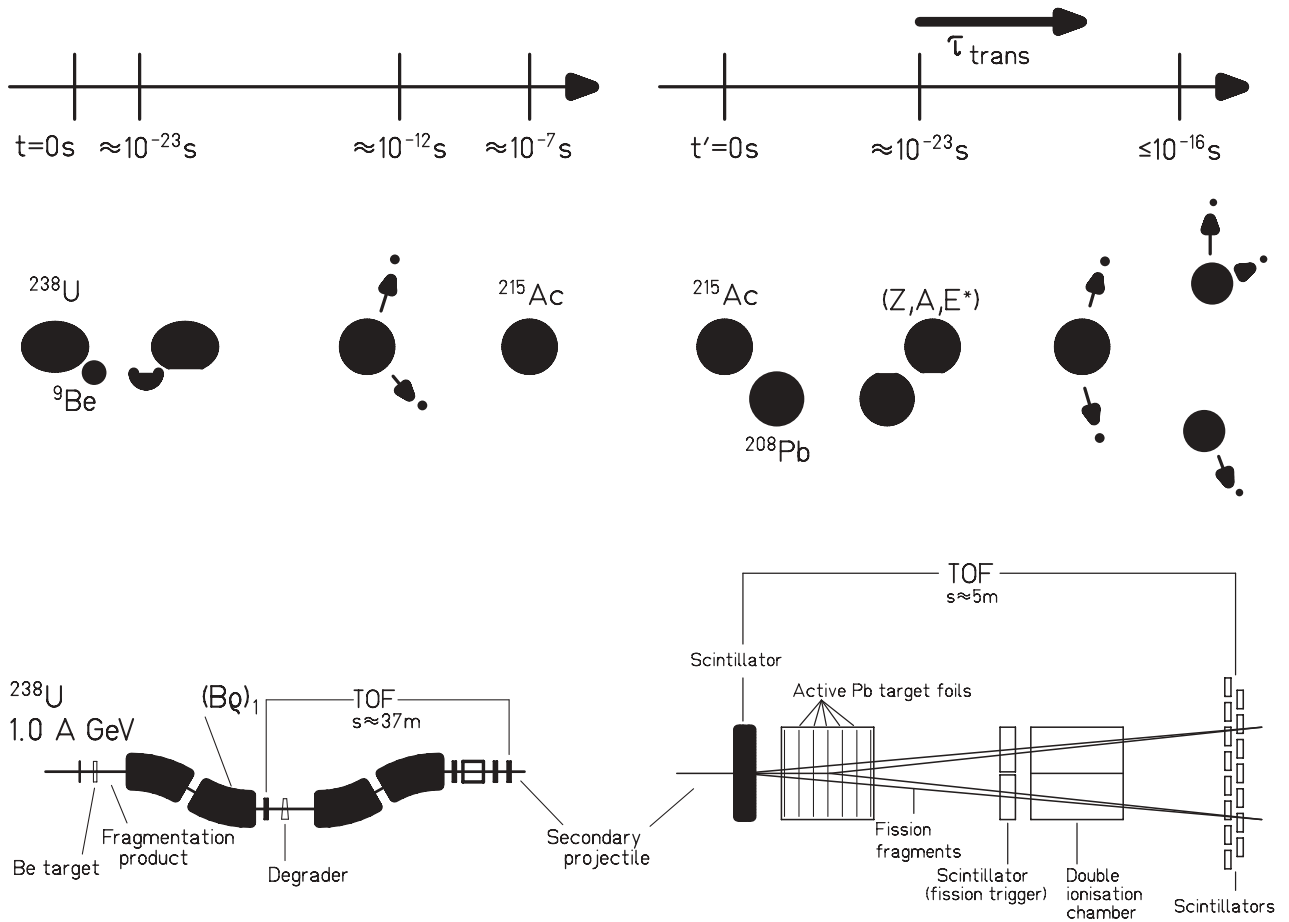 τ trans
t=0s ≈10⁻²³s ≈10⁻¹²s ≈10⁻⁷s t′=0s ≈10⁻²³s ≤10⁻¹⁶s
²³⁸U ²¹⁵Ac ²¹⁵Ac (Z,A,E*)
⁹Be
²⁰⁸Pb
TOF
s≈5m
Scintillator
²³⁸U (Bϱ)₁ TOF Active Pb target foils
1.0 A GeV s≈37m
Be target
Fragmentation
product
Degrader
Secondary
projectile
Fission
fragments
Scintillator
(fission trigger)
Double
ionisation
chamber
Scintillators